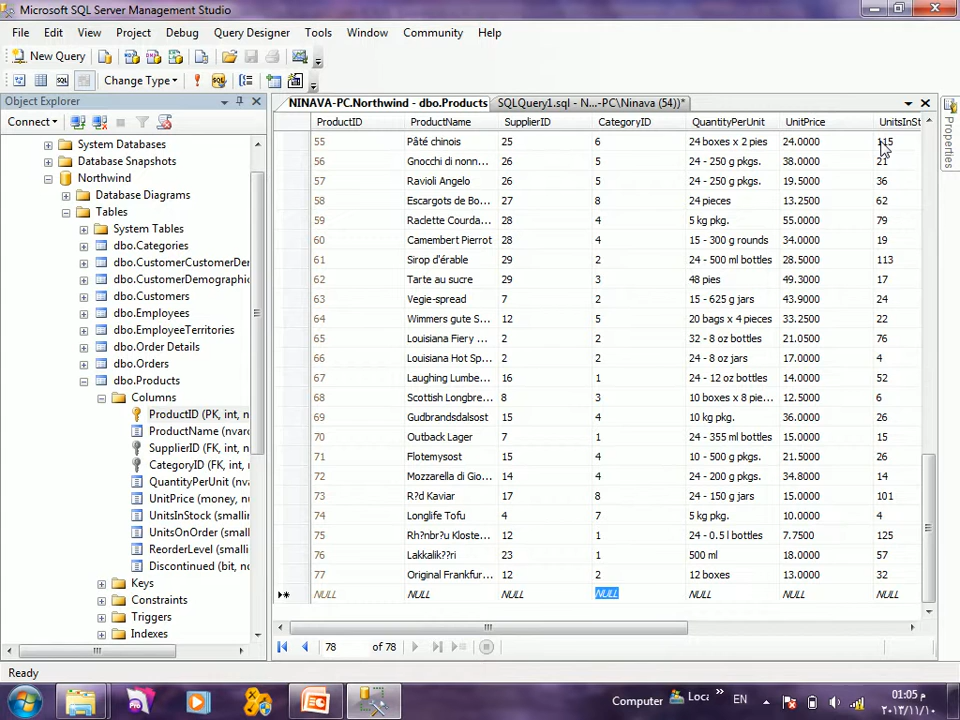 Microsoft SQL Server Management Studio
File Edit View Project Debug Query Designer Tools Window Community Help
New Query
Change Type
Object Explorer
NINAVA-PC.Northwind - dbo.Products SQLQuery1.sql - N...-PC\Ninava (54))*
Connect
Properties
System Databases
Database Snapshots
Northwind
Database Diagrams
Tables
System Tables
dbo.Categories
dbo.CustomerCustomerDer
dbo.CustomerDemographic
dbo.Customers
dbo.Employees
dbo.EmployeeTerritories
dbo.Order Details
dbo.Orders
dbo.Products
Columns
ProductID (PK, int, n
ProductName (nvarc
SupplierID (FK, int, r
CategoryID (FK, int,
QuantityPerUnit (nva
UnitPrice (money, nu
UnitsInStock (smallin
UnitsOnOrder (smalli
ReorderLevel (smalli
Discontinued (bit, no
Keys
Constraints
Triggers
Indexes
ProductID ProductName SupplierID CategoryID QuantityPerUnit UnitPrice UnitsInSt
55 Pâté chinois 25 6 24 boxes x 2 pies 24.0000 115
56 Gnocchi di nonn... 26 5 24 - 250 g pkgs. 38.0000 21
57 Ravioli Angelo 26 5 24 - 250 g pkgs. 19.5000 36
58 Escargots de Bo... 27 8 24 pieces 13.2500 62
59 Raclette Courda... 28 4 5 kg pkg. 55.0000 79
60 Camembert Pierrot 28 4 15 - 300 g rounds 34.0000 19
61 Sirop d'érable 29 2 24 - 500 ml bottles 28.5000 113
62 Tarte au sucre 29 3 48 pies 49.3000 17
63 Vegie-spread 7 2 15 - 625 g jars 43.9000 24
64 Wimmers gute S... 12 5 20 bags x 4 pieces 33.2500 22
65 Louisiana Fiery ... 2 2 32 - 8 oz bottles 21.0500 76
66 Louisiana Hot Sp... 2 2 24 - 8 oz jars 17.0000 4
67 Laughing Lumbe... 16 1 24 - 12 oz bottles 14.0000 52
68 Scottish Longbre... 8 3 10 boxes x 8 pie... 12.5000 6
69 Gudbrandsdalsost 15 4 10 kg pkg. 36.0000 26
70 Outback Lager 7 1 24 - 355 ml bottles 15.0000 15
71 Flotemysost 15 4 10 - 500 g pkgs. 21.5000 26
72 Mozzarella di Gio... 14 4 24 - 200 g pkgs. 34.8000 14
73 R?d Kaviar 17 8 24 - 150 g jars 15.0000 101
74 Longlife Tofu 4 7 5 kg pkg. 10.0000 4
75 Rh?nbr?u Kloste... 12 1 24 - 0.5 l bottles 7.7500 125
76 Lakkalik??ri 23 1 500 ml 18.0000 57
77 Original Frankfur... 12 2 12 boxes 13.0000 32
NULL NULL NULL NULL NULL NULL NULL
78 of 78
Ready
Computer Loca » EN ٠١:٠٥ م
٢٠١٣/١١/١٠